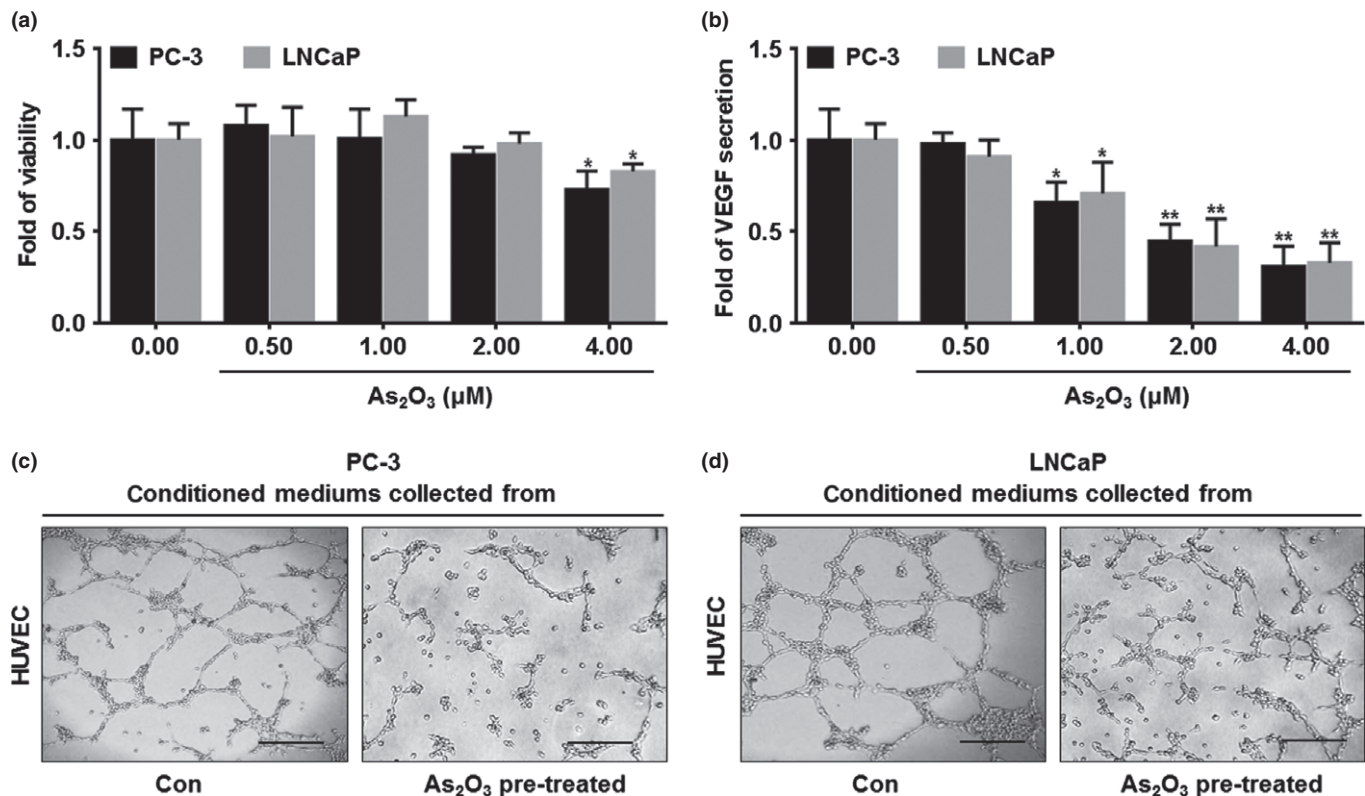 (a)
1.5
1.0
0.5
0.0
Fold of viability
PC-3 LNCaP
* *
0.00 0.50 1.00 2.00 4.00
As₂O₃ (µM)
(b)
1.5
1.0
0.5
0.0
Fold of VEGF secretion
PC-3 LNCaP
* * ** ** ** **
0.00 0.50 1.00 2.00 4.00
As₂O₃ (µM)
(c)
PC-3
Conditioned mediums collected from
HUVEC
Con As₂O₃ pre-treated
(d)
LNCaP
Conditioned mediums collected from
HUVEC
Con As₂O₃ pre-treated